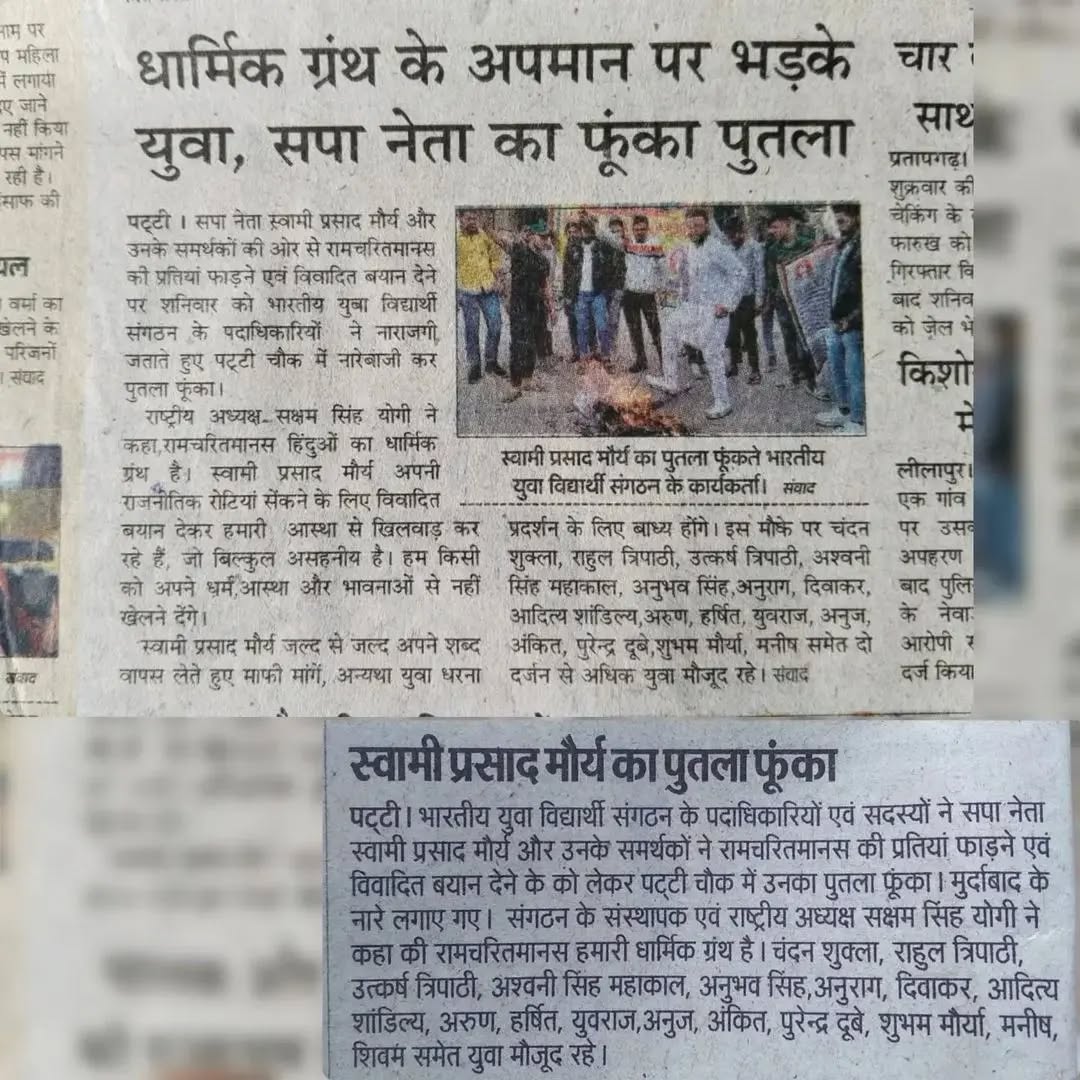 नाम पर
प महिला
में लगाया
ए जाने
नहीं किया
पस मांगने
रही है।
साफ की
वर्मा का
खेलने के
परिजनों
। संवाद
संवाद
धार्मिक ग्रंथ के अपमान पर भड़के
युवा, सपा नेता का फूंका पुतला
पट्टी । सपा नेता स्वामी प्रसाद मौर्य और
उनके समर्थकों की ओर से रामचरितमानस
की प्रतियां फाड़ने एवं विवादित बयान देने
पर शनिवार को भारतीय युवा विद्यार्थी
संगठन के पदाधिकारियों ने नाराजगी
जताते हुए पट्टी चौक में नारेबाजी कर
पुतला फूंका।
राष्ट्रीय अध्यक्ष सक्षम सिंह योगी ने
कहा,रामचरितमानस हिंदुओं का धार्मिक
ग्रंथ है। स्वामी प्रसाद मौर्य अपनी
राजनीतिक रोटियां सेंकने के लिए विवादित
बयान देकर हमारी आस्था से खिलवाड़ कर
रहे हैं, जो बिल्कुल असहनीय है। हम किसी
को अपने धर्म,आस्था और भावनाओं से नहीं
खेलने देंगे।
स्वामी प्रसाद मौर्य जल्द से जल्द अपने शब्द
वापस लेते हुए माफी मांगें, अन्यथा युवा धरना
स्वामी प्रसाद मौर्य का पुतला फूंकते भारतीय
युवा विद्यार्थी संगठन के कार्यकर्ता। संवाद
प्रदर्शन के लिए बाध्य होंगे। इस मौके पर चंदन
शुक्ला, राहुल त्रिपाठी, उत्कर्ष त्रिपाठी, अश्वनी
सिंह महाकाल, अनुभव सिंह,अनुराग, दिवाकर,
आदित्य शांडिल्य,अरुण, हर्षित, युवराज, अनुज,
अंकित, पुरेन्द्र दूबे,शुभम मौर्या, मनीष समेत दो
दर्जन से अधिक युवा मौजूद रहे। संवाद
चार
साथ
प्रतापगढ़।
शुक्रवार की
चेकिंग के
फारुख को
गिरफ्तार वि
बाद शनिव
को जेल भे
किशो
मे
लीलापुर।
एक गांव
पर उसव
अपहरण
बाद पुलि
के नेवा
आरोपी
दर्ज किया
स्वामी प्रसाद मौर्य का पुतला फूंका
पट्टी। भारतीय युवा विद्यार्थी संगठन के पदाधिकारियों एवं सदस्यों ने सपा नेता
स्वामी प्रसाद मौर्य और उनके समर्थकों ने रामचरितमानस की प्रतियां फाड़ने एवं
विवादित बयान देने के को लेकर पट्टी चौक में उनका पुतला फूंका। मुर्दाबाद के
नारे लगाए गए। संगठन के संस्थापक एवं राष्ट्रीय अध्यक्ष सक्षम सिंह योगी ने
कहा की रामचरितमानस हमारी धार्मिक ग्रंथ है। चंदन शुक्ला, राहुल त्रिपाठी,
उत्कर्ष त्रिपाठी, अश्वनी सिंह महाकाल, अनुभव सिंह,अनुराग, दिवाकर, आदित्य
शांडिल्य, अरुण, हर्षित, युवराज,अनुज, अंकित, पुरेन्द्र दूबे, शुभम मौर्या, मनीष,
शिवम समेत युवा मौजूद रहे।